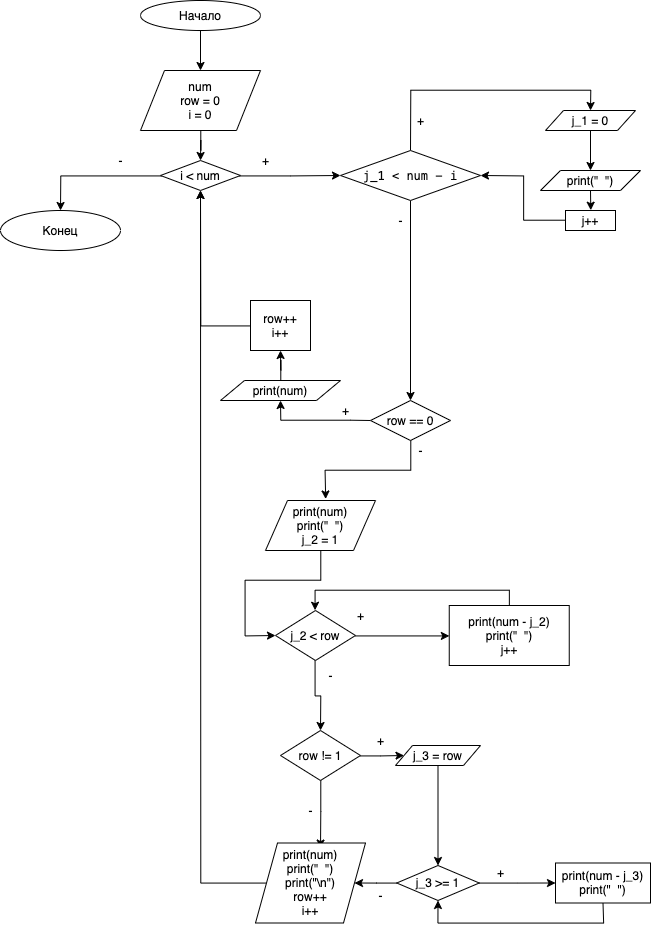 Начало
num
row = 0
i = 0
i < num
-
+
Конец
j_1 < num - i
+
-
j_1 = 0
print("  ")
j++
row++
i++
print(num)
+
row == 0
-
print(num)
print("  ")
j_2 = 1
j_2 < row
+
-
print(num - j_2)
print("  ")
j++
row != 1
+
-
j_3 = row
print(num)
print("  ")
print("\n")
row++
i++
j_3 >= 1
-
+
print(num - j_3)
print("  ")